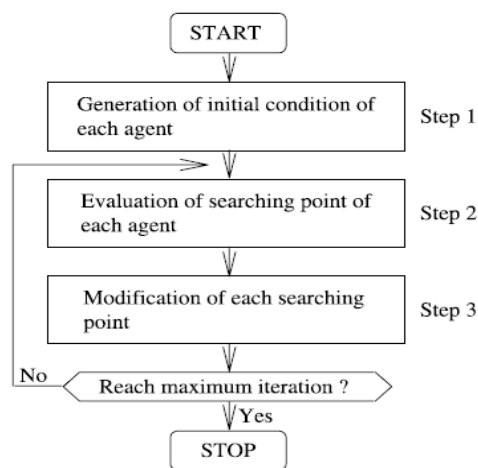 START
Generation of initial condition of
each agent
Step 1
Evaluation of searching point of
each agent
Step 2
Modification of each searching
point
Step 3
No
Reach maximum iteration ?
Yes
STOP